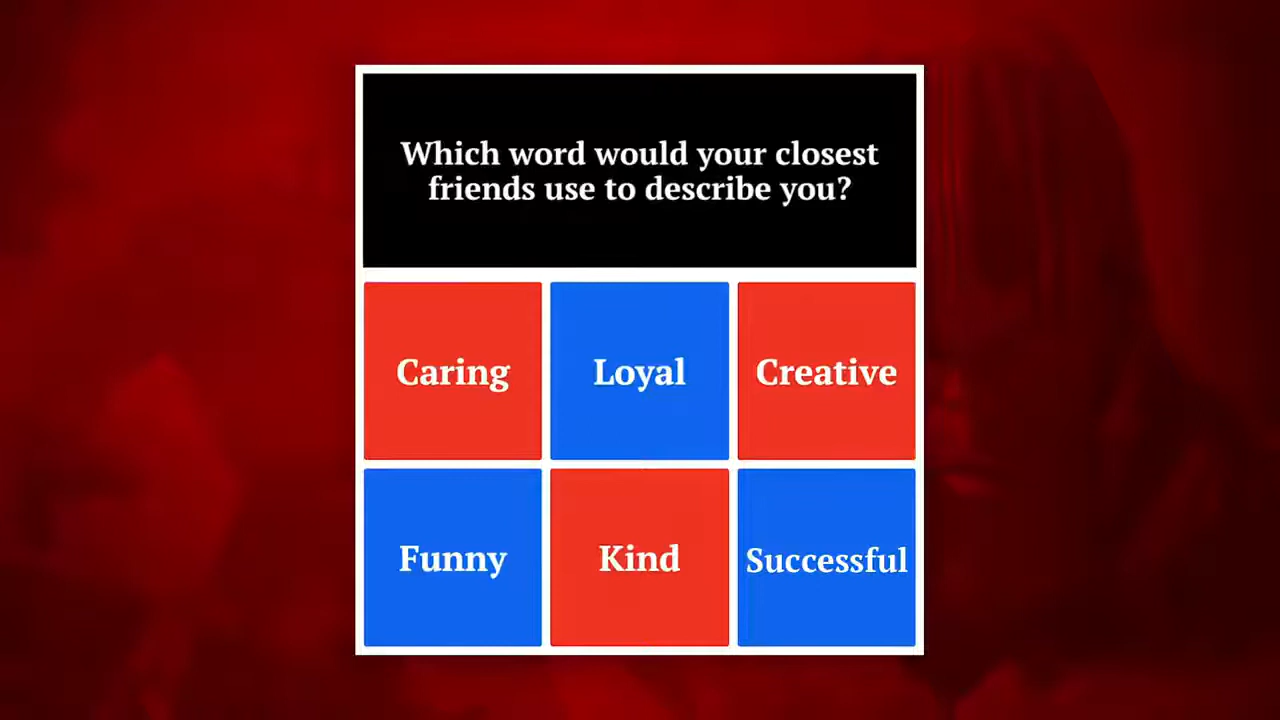 Which word would your closest
friends use to describe you?
Caring
Loyal
Creative
Funny
Kind
Successful